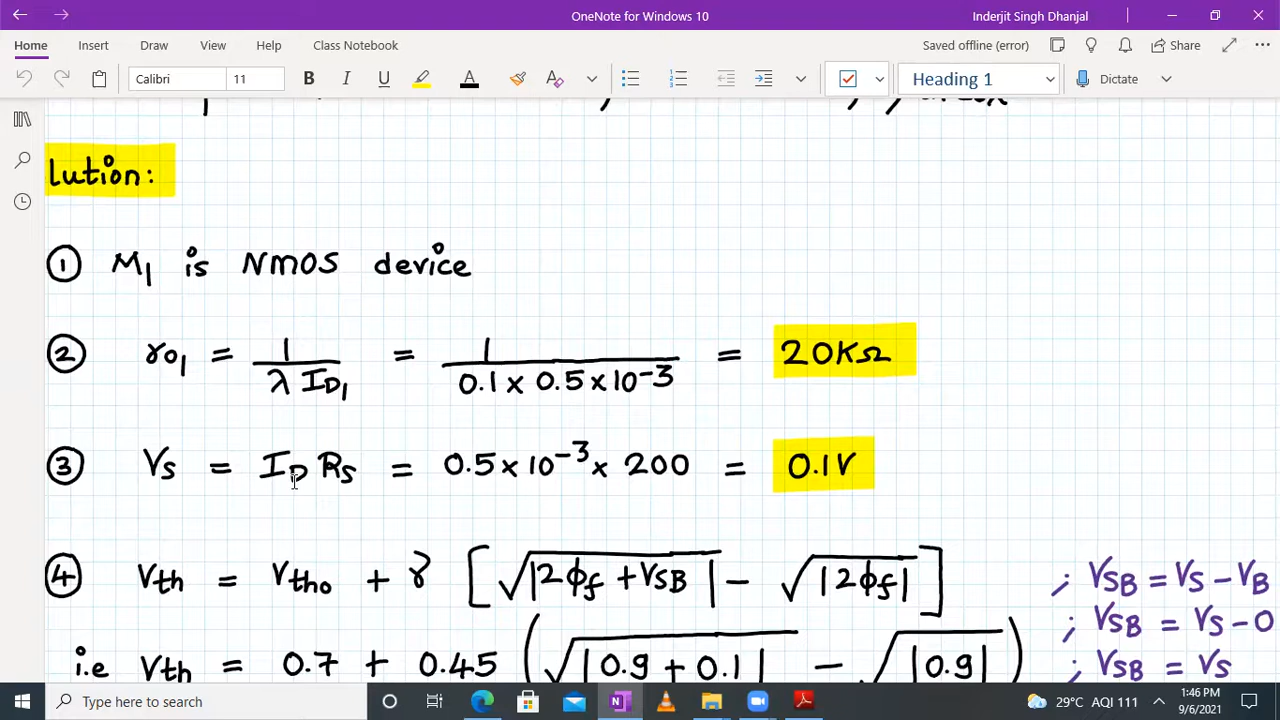 OneNote for Windows 10
Inderjit Singh Dhanjal
Home Insert Draw View Help Class Notebook
Saved offline (error)
Share
Calibri 11 B I U A Heading 1 Dictate
lution:
① M₁ is NMOS device
② ro₁ = 1 / (λ I_D₁) = 1 / (0.1 x 0.5 x 10⁻³) = 20KΩ
③ Vs = I_D Rs = 0.5 x 10⁻³ x 200 = 0.1V
④ Vth = Vtho + γ [√|2ϕf + VSB| - √|2ϕf|] ; VSB = Vs - VB
; VSB = Vs - 0
i.e Vth = 0.7 + 0.45 (√|0.9 + 0.1| - √|0.9|) ; VSB = Vs
Type here to search
29°C AQI 111
1:46 PM
9/6/2021